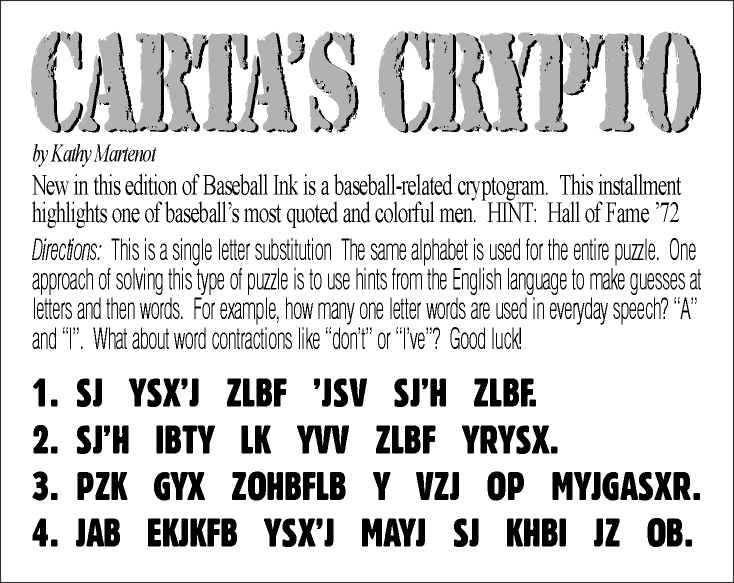 CARTA'S CRYPTO
by Kathy Martenot
New in this edition of Baseball Ink is a baseball-related cryptogram.  This installment
highlights one of baseball's most quoted and colorful men.  HINT:  Hall of Fame '72
Directions:  This is a single letter substitution  The same alphabet is used for the entire puzzle.  One
approach of solving this type of puzzle is to use hints from the English language to make guesses at
letters and then words.  For example, how many one letter words are used in everyday speech? "A"
and "I".  What about word contractions like "don't" or "I've"?  Good luck!
1.  SJ  YSX'J  ZLBF  'JSV  SJ'H  ZLBF.
2.  SJ'H  IBTY  LK  YVV  ZLBF  YRYSX.
3.  PZK  GYX  ZOHBFLB  Y  VZJ  OP  MYJGASXR.
4.  JAB  EKJKFB  YSX'J  MAYJ  SJ  KHBI  JZ  OB.